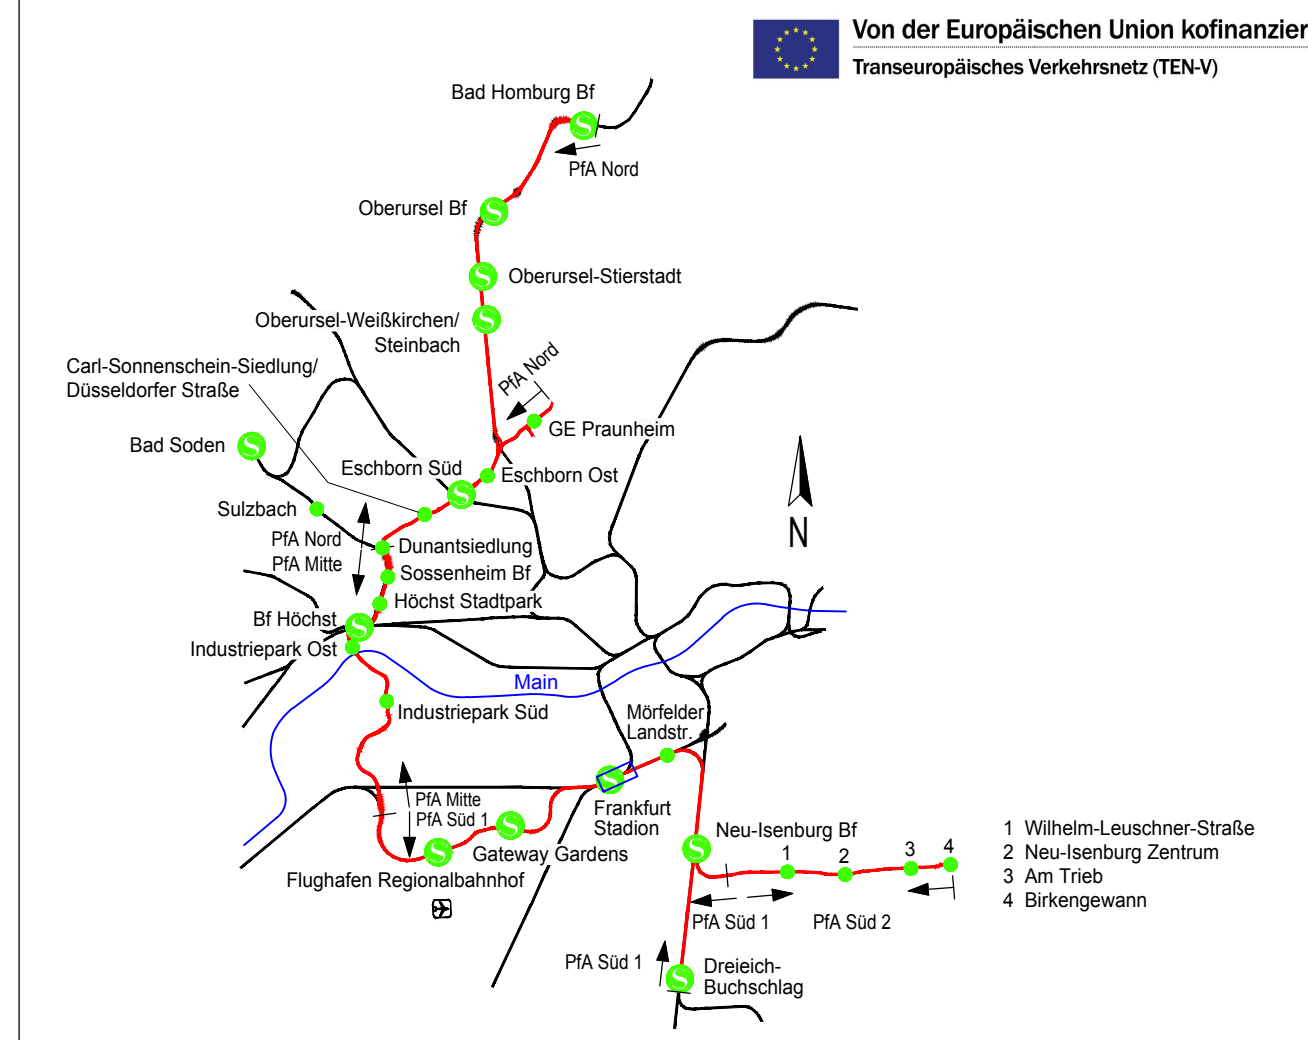 Von der Europäischen Union kofinanzier
Transeuropäisches Verkehrsnetz (TEN-V)
Bad Homburg Bf
PfA Nord
Oberursel Bf
Oberursel-Stierstadt
Oberursel-Weißkirchen/
Steinbach
Carl-Sonnenschein-Siedlung/
Düsseldorfer Straße
PfA Nord
GE Praunheim
Bad Soden
Eschborn Süd
Eschborn Ost
Sulzbach
PfA Nord
PfA Mitte
Dunantsiedlung
Sossenheim Bf
Höchst Stadtpark
Bf Höchst
Industriepark Ost
N
Main
Industriepark Süd
Mörfelder
Landstr.
PfA Mitte
PfA Süd 1
Frankfurt
Stadion
Gateway Gardens
Flughafen Regionalbahnhof
Neu-Isenburg Bf
1
2
3
4
1 Wilhelm-Leuschner-Straße
2 Neu-Isenburg Zentrum
3 Am Trieb
4 Birkengewann
PfA Süd 1
PfA Süd 2
PfA Süd 1
Dreieich-
Buchschlag